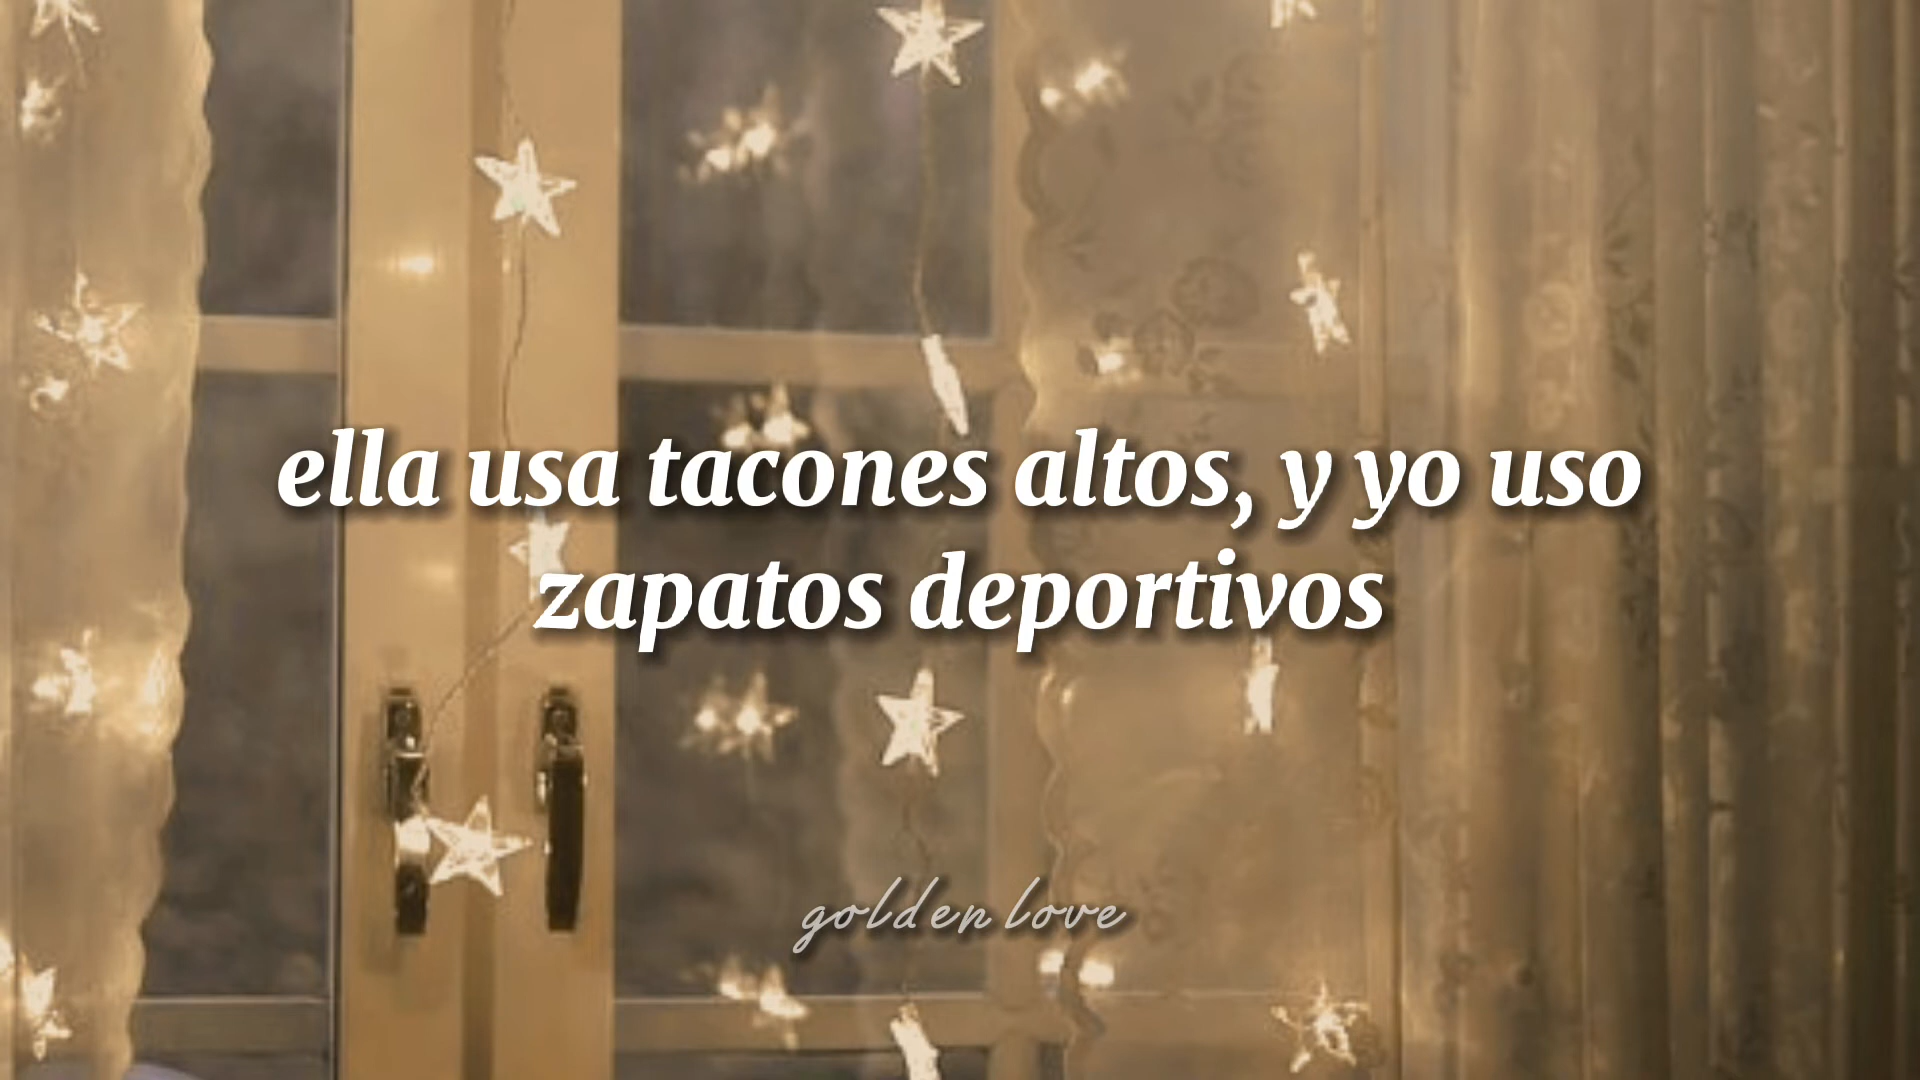 ella usa tacones altos, y yo uso
zapatos deportivos
golden love